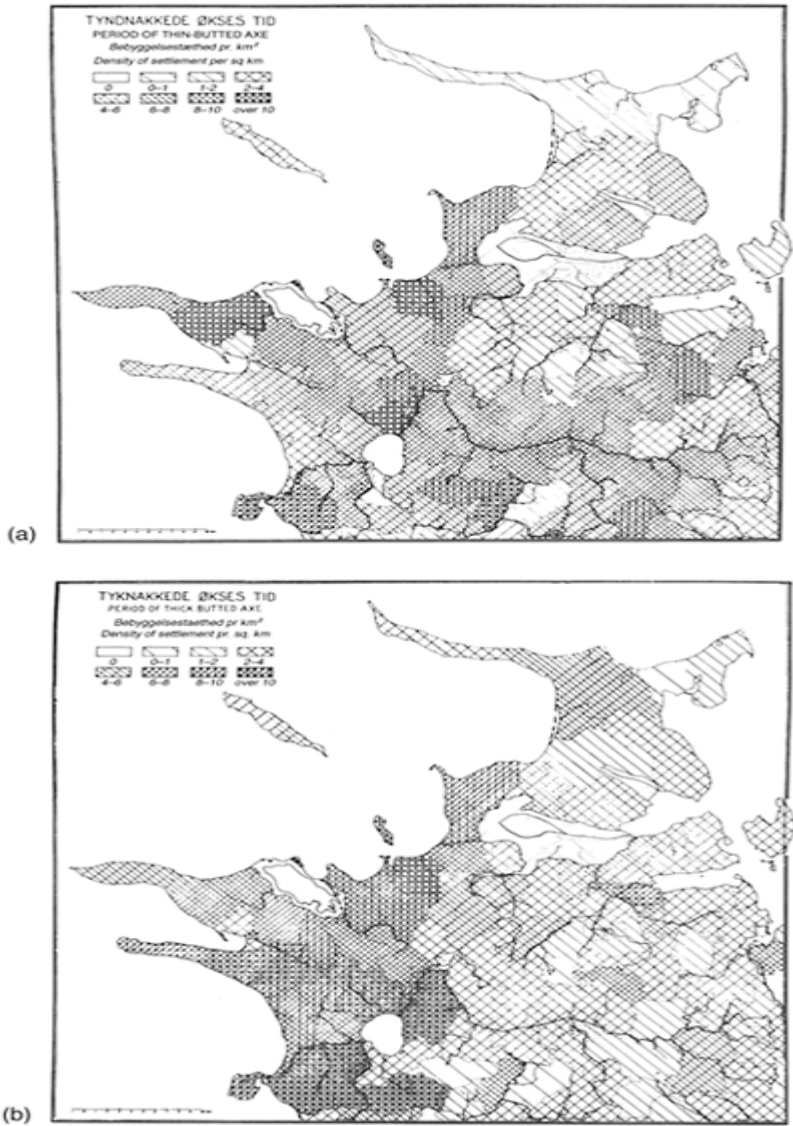 TYNDNAKKEDE ØKSES TID
PERIOD OF THIN-BUTTED AXE
Bebyggelsestæthed pr. km²
Density of settlement per sq km
0 0–1 1–2 2–4
4–6 6–8 8–10 over 10
(a)
TYKNAKKEDE ØKSES TID
PERIOD OF THICK BUTTED AXE
Bebyggelsestaethed pr km²
Density of settlement pr. sq. km
0 0–1 1–2 2–4
4–6 6–8 8–10 over 10
(b)